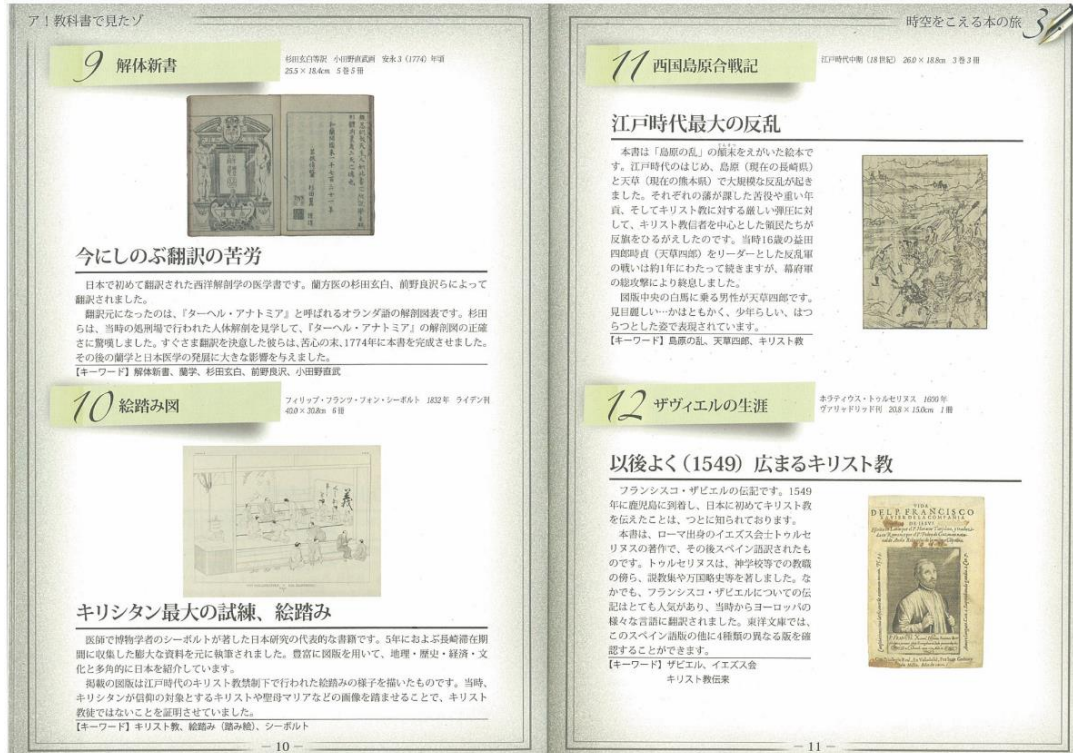 ア!教科書で見たゾ
9 解体新書
杉田玄白等訳 小田野直武画 安永3(1774)年頃
25.5 × 18.4cm 5巻5冊
今にしのぶ翻訳の苦労
日本で初めて翻訳された西洋解剖学の医学書です。蘭方医の杉田玄白、前野良沢らによって
翻訳されました。
翻訳元になったのは、『ターヘル・アナトミア』と呼ばれるオランダ語の解剖図表です。杉田
らは、当時の処刑場で行われた人体解剖を見学して、『ターヘル・アナトミア』の解剖図の正確
さに驚嘆しました。すぐさま翻訳を決意した彼らは、苦心の末、1774年に本書を完成させました。
その後の蘭学と日本医学の発展に大きな影響を与えました。
【キーワード】解体新書、蘭学、杉田玄白、前野良沢、小田野直武
10 絵踏み図
フィリップ・フランツ・フォン・シーボルト 1832年 ライデン刊
40.0 × 30.8cm 6冊
義
キリシタン最大の試練、絵踏み
医師で博物学者のシーボルトが著した日本研究の代表的な書籍です。5年におよぶ長崎滞在期
間に収集した膨大な資料を元に執筆されました。豊富に図版を用いて、地理・歴史・経済・文
化と多角的に日本を紹介しています。
掲載の図版は江戸時代のキリスト教禁制下で行われた絵踏みの様子を描いたものです。当時、
キリシタンが信仰の対象とするキリストや聖母マリアなどの画像を踏ませることで、キリスト
教徒ではないことを証明させていました。
【キーワード】キリスト教、絵踏み(踏み絵)、シーボルト
— 10 —
時空をこえる本の旅 3
11 西国島原合戦記
江戸時代中期(18世紀) 26.0 × 18.8cm 3巻3冊
江戸時代最大の反乱
本書は「島原の乱」の顛末をえがいた絵本で
す。江戸時代のはじめ、島原(現在の長崎県)
と天草(現在の熊本県)で大規模な反乱が起き
ました。それぞれの藩が課した苦役や重い年
貢、そしてキリスト教に対する厳しい弾圧に対
して、キリスト教信者を中心とした領民たちが
反旗をひるがえしたのです。当時16歳の益田
四郎時貞(天草四郎)をリーダーとした反乱軍
の戦いは約1年にわたって続きますが、幕府軍
の総攻撃により終息しました。
図版中央の白馬に乗る男性が天草四郎です。
見目麗しい…かはともかく、少年らしい、はつ
らつとした姿で表現されています。
【キーワード】島原の乱、天草四郎、キリスト教
12 ザヴィエルの生涯
ホラティウス・トゥルセリヌス 1600年
ヴァリャドリッド刊 20.8 × 15.0cm 1冊
以後よく(1549)広まるキリスト教
フランシスコ・ザビエルの伝記です。1549
年に鹿児島に到着し、日本に初めてキリスト教
を伝えたことは、つとに知られております。
本書は、ローマ出身のイエズス会士トゥルセ
リヌスの著作で、その後スペイン語訳されたも
のです。トゥルセリヌスは、神学校等での教職
の傍ら、説教集や万国略史等を著しました。な
かでも、フランシスコ・ザビエルについての伝
記はとても人気があり、当時からヨーロッパの
様々な言語に翻訳されました。東洋文庫では、
このスペイン語版の他に4種類の異なる版を確
認することができます。
【キーワード】ザビエル、イエズス会
キリスト教伝来
VIDA
DEL P. FRANCISCO
XAVIER DE LA COMPANIA
DE IESVS
— 11 —